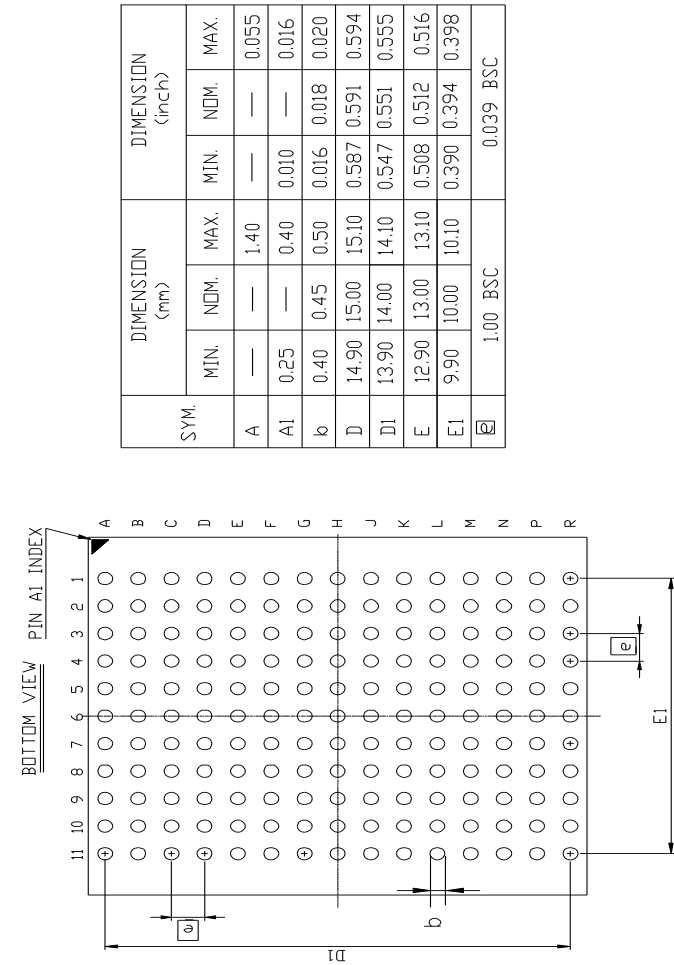 SYM. DIMENSION (mm) DIMENSION (inch)
MIN. NOM. MAX. MIN. NOM. MAX.
A — — 1.40 — — 0.055
A1 0.25 — 0.40 0.010 — 0.016
b 0.40 0.45 0.50 0.016 0.018 0.020
D 14.90 15.00 15.10 0.587 0.591 0.594
D1 13.90 14.00 14.10 0.547 0.551 0.555
E 12.90 13.00 13.10 0.508 0.512 0.516
E1 9.90 10.00 10.10 0.390 0.394 0.398
e 1.00 BSC 0.039 BSC
BOTTOM VIEW
PIN A1 INDEX
11 10 9 8 7 6 5 4 3 2 1
A
B
C
D
E
F
G
H
J
K
L
M
N
P
R
e
D1
b
e
E1